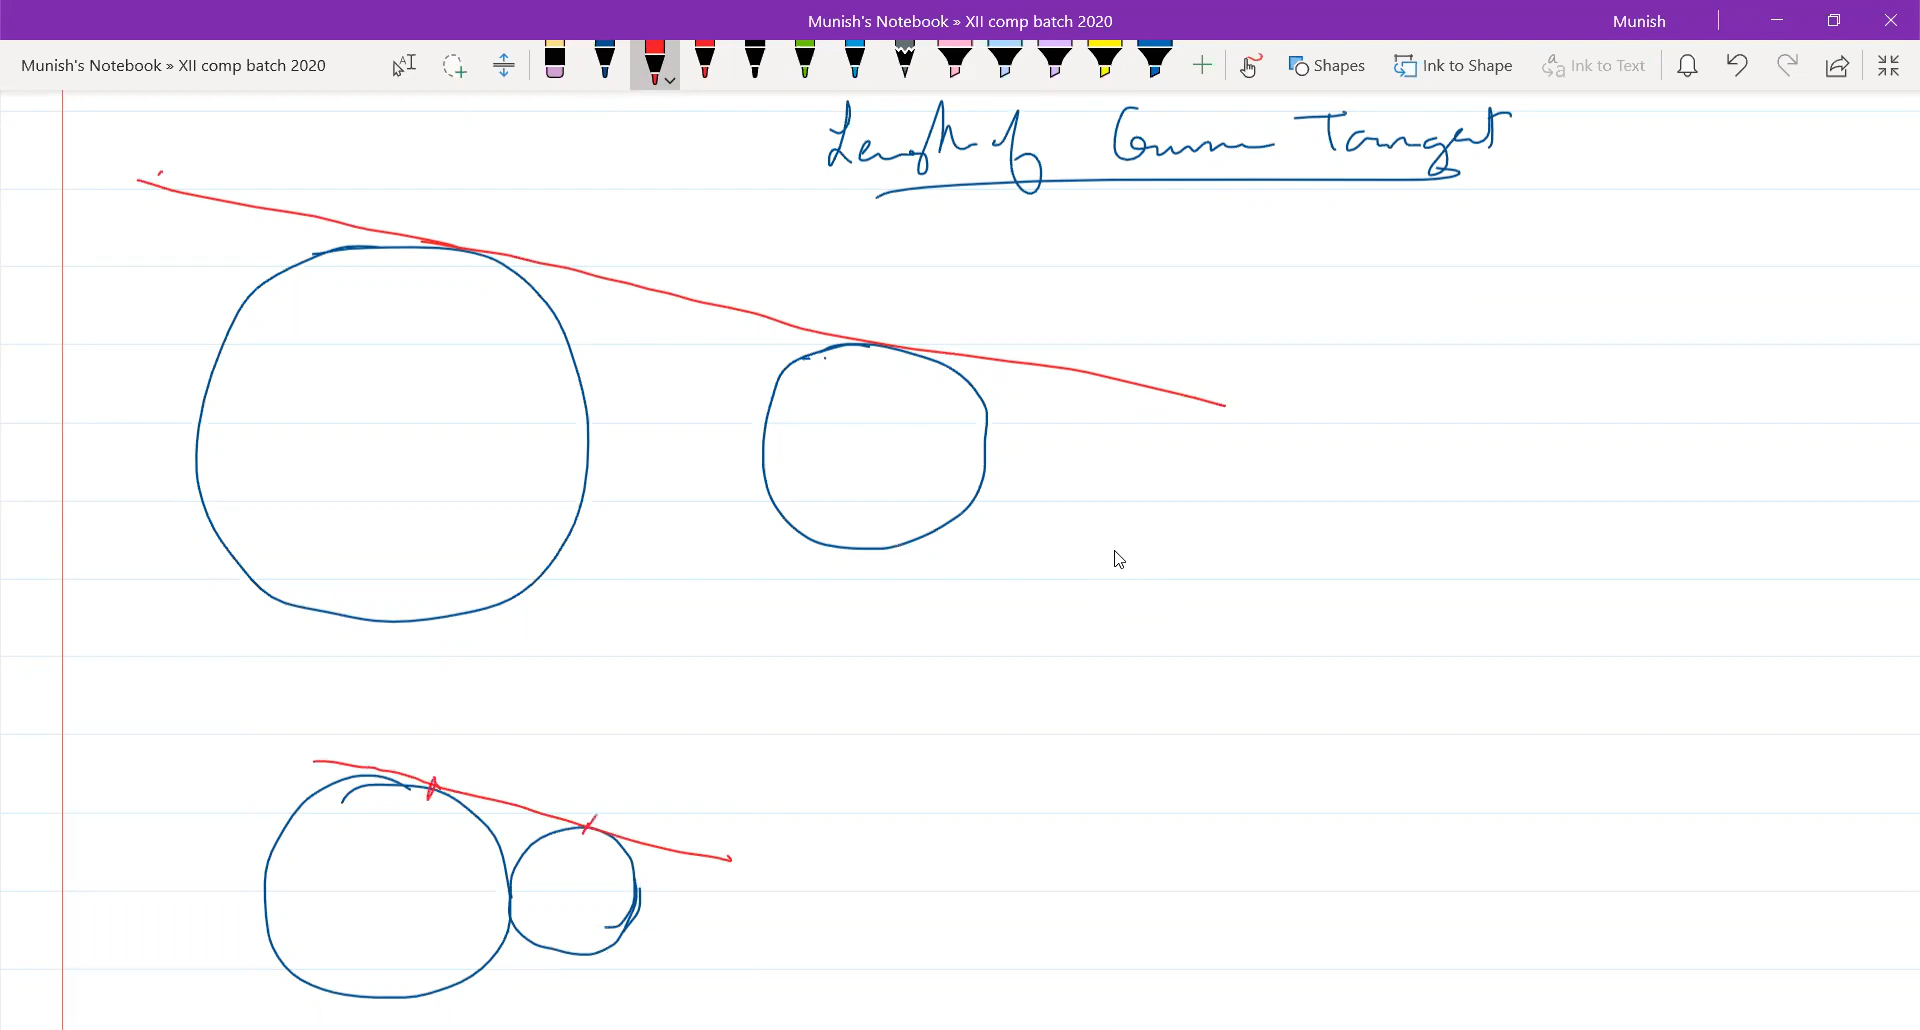 Munish's Notebook » XII comp batch 2020
Munish
Munish's Notebook » XII comp batch 2020
Shapes
Ink to Shape
Ink to Text
Length of Common Tangent